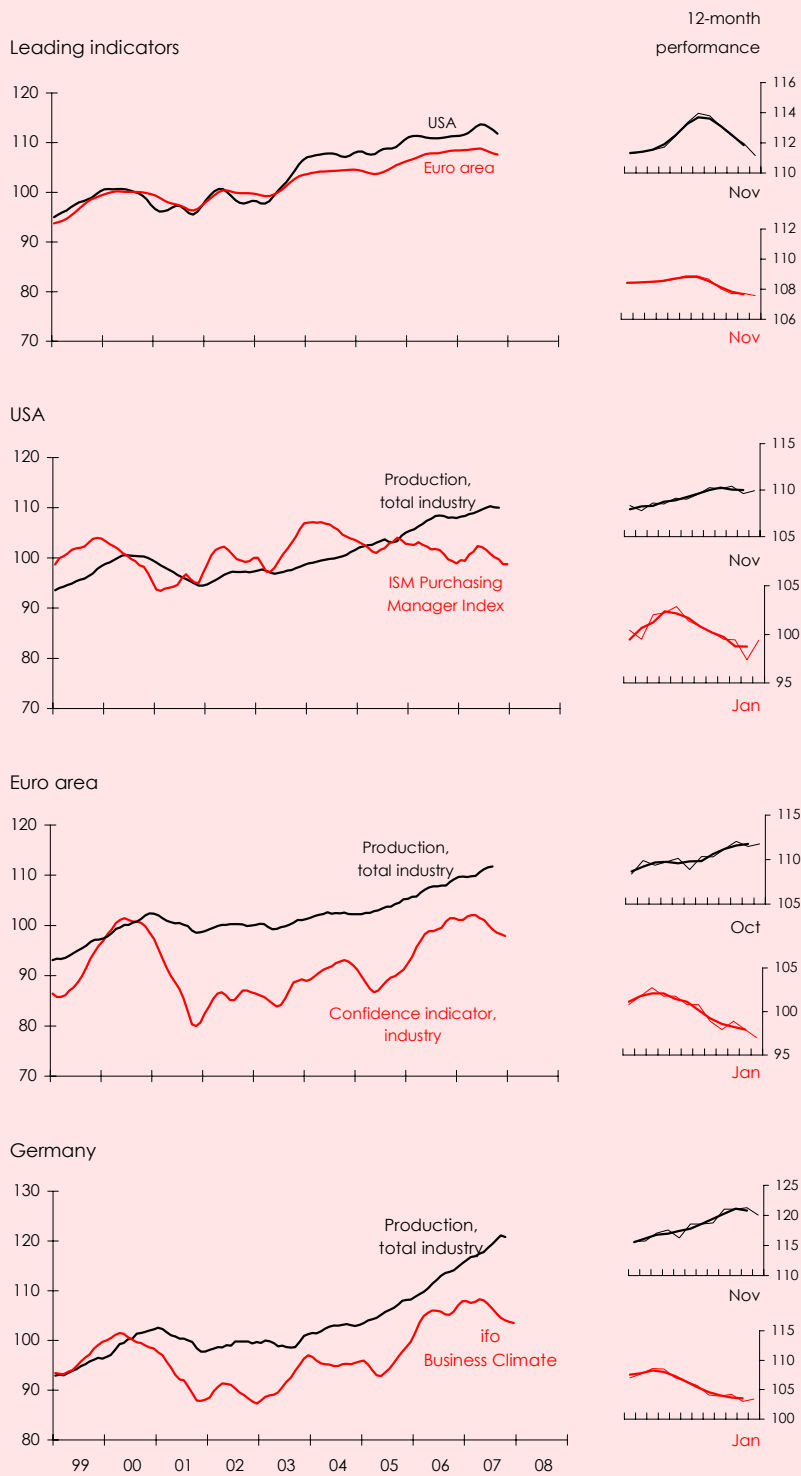 12-month
performance
Leading indicators
120
110
100
90
80
70
USA
Euro area
116
114
112
110
Nov
112
110
108
106
Nov
USA
120
110
100
90
80
70
Production,
total industry
ISM Purchasing
Manager Index
115
110
105
Nov
105
100
95
Jan
Euro area
120
110
100
90
80
70
Production,
total industry
Confidence indicator,
industry
115
110
105
Oct
105
100
95
Jan
Germany
130
120
110
100
90
80
Production,
total industry
ifo
Business Climate
99 00 01 02 03 04 05 06 07 08
125
120
115
110
Nov
115
110
105
100
Jan